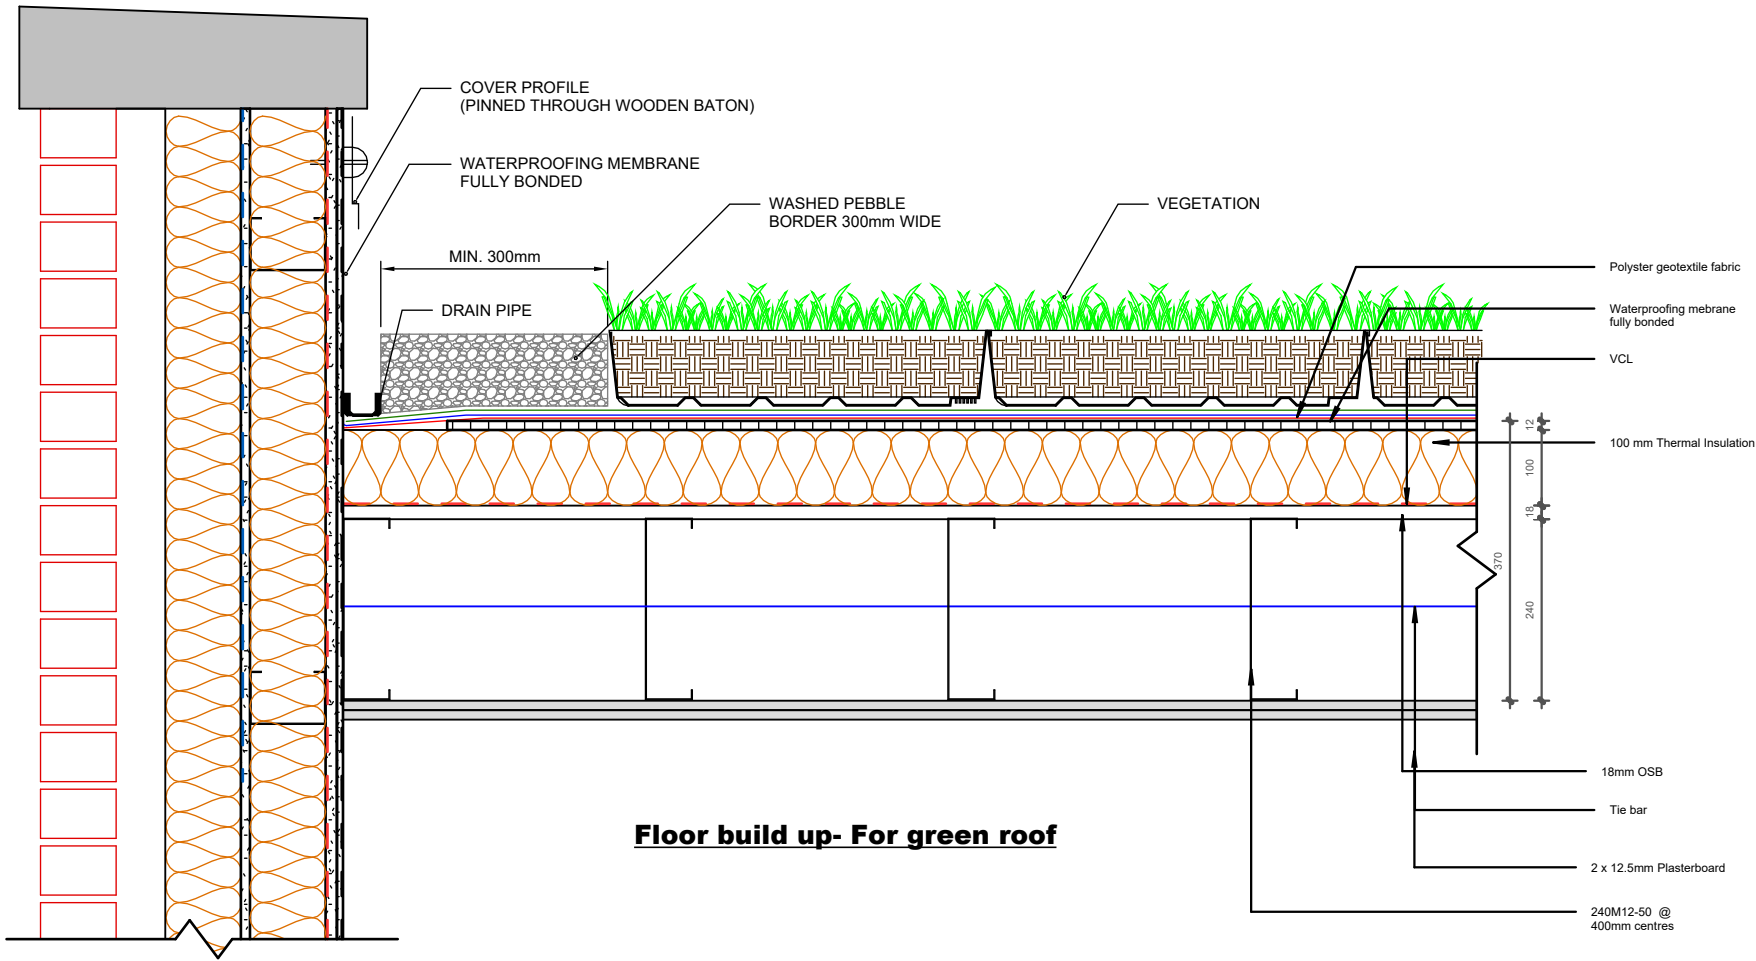 COVER PROFILE
(PINNED THROUGH WOODEN BATON)
WATERPROOFING MEMBRANE
FULLY BONDED
WASHED PEBBLE
BORDER 300mm WIDE
VEGETATION
MIN. 300mm
DRAIN PIPE
Polyster geotextile fabric
Waterproofing mebrane
fully bonded
VCL
100 mm Thermal Insulation
12
100
18
370
240
18mm OSB
Tie bar
2 x 12.5mm Plasterboard
240M12-50 @
400mm centres
Floor build up- For green roof